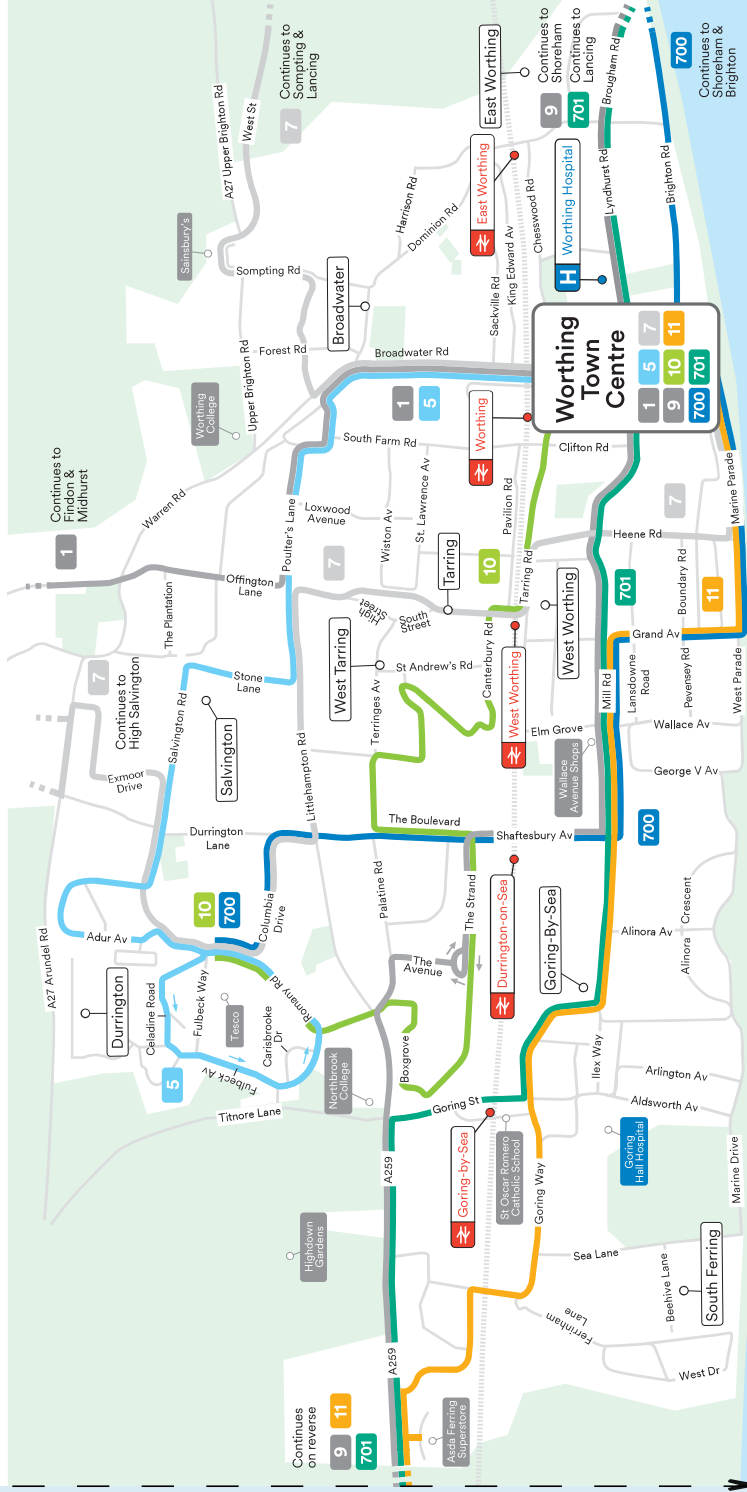 Continues
on reverse
9
11
701
A259
A259
Asda Ferring
Superstore
Highdown
Gardens
Titnore Lane
Northbrook
College
Goring St
Goring-by-Sea
St Oscar Romero
Catholic School
Goring Way
Sea Lane
Ferrinham
Lane
Beehive Lane
South Ferring
West Dr
Marine Drive
Goring
Hall Hospital
Aldsworth Av
Arlington Av
Ilex Way
Goring-By-Sea
Durrington-on-Sea
Alinora Av
Alinora
Crescent
A27 Arundel Rd
Durrington
Adur Av
Celadine Road
Fulbeck Way
Fulbeck Av
5
Tesco
Carisbrooke
Dr
Romany Rd
10
700
Columbia
Drive
Boxgrove
The
Avenue
The Strand
Palatine Rd
Durrington
Lane
The Boulevard
Shaftesbury Av
700
Exmoor
Drive
Continues to
High Salvington
7
Salvington Rd
Salvington
Stone
Lane
Littlehampton Rd
Terringes Av
West Tarring
St Andrew's Rd
Canterbury Rd
West Worthing
West Worthing
Elm Grove
Wallace
Avenue Shops
Mill Rd
George V Av
Wallace Av
Lansdowne
Road
Pevensey Rd
West Parade
Grand Av
11
701
Boundary Rd
Heene Rd
7
Marine Parade
1
Continues to
Findon &
Midhurst
Warren Rd
The Plantation
Offington
Lane
Poulter's Lane
7
High
Street
South
Street
Tarring
10
Tarring Rd
Loxwood
Avenue
Wiston Av
St. Lawrence Av
Pavilion Rd
South Farm Rd
Clifton Rd
Worthing
1
5
Worthing
College
Upper Brighton Rd
Forest Rd
Broadwater Rd
Broadwater
Sompting Rd
Sainsbury's
A27 Upper Brighton Rd
West St
7
Continues to
Sompting &
Lancing
Harrison Rd
Dominion Rd
Sackville Rd
King Edward Av
Chesswood Rd
East Worthing
East Worthing
H
Worthing Hospital
Worthing
Town
Centre
1
5
7
9
10
11
700
701
Lyndhurst Rd
Brougham Rd
Brighton Rd
9
Continues to
Shoreham
701
Continues to
Lancing
700
Continues to
Shoreham &
Brighton